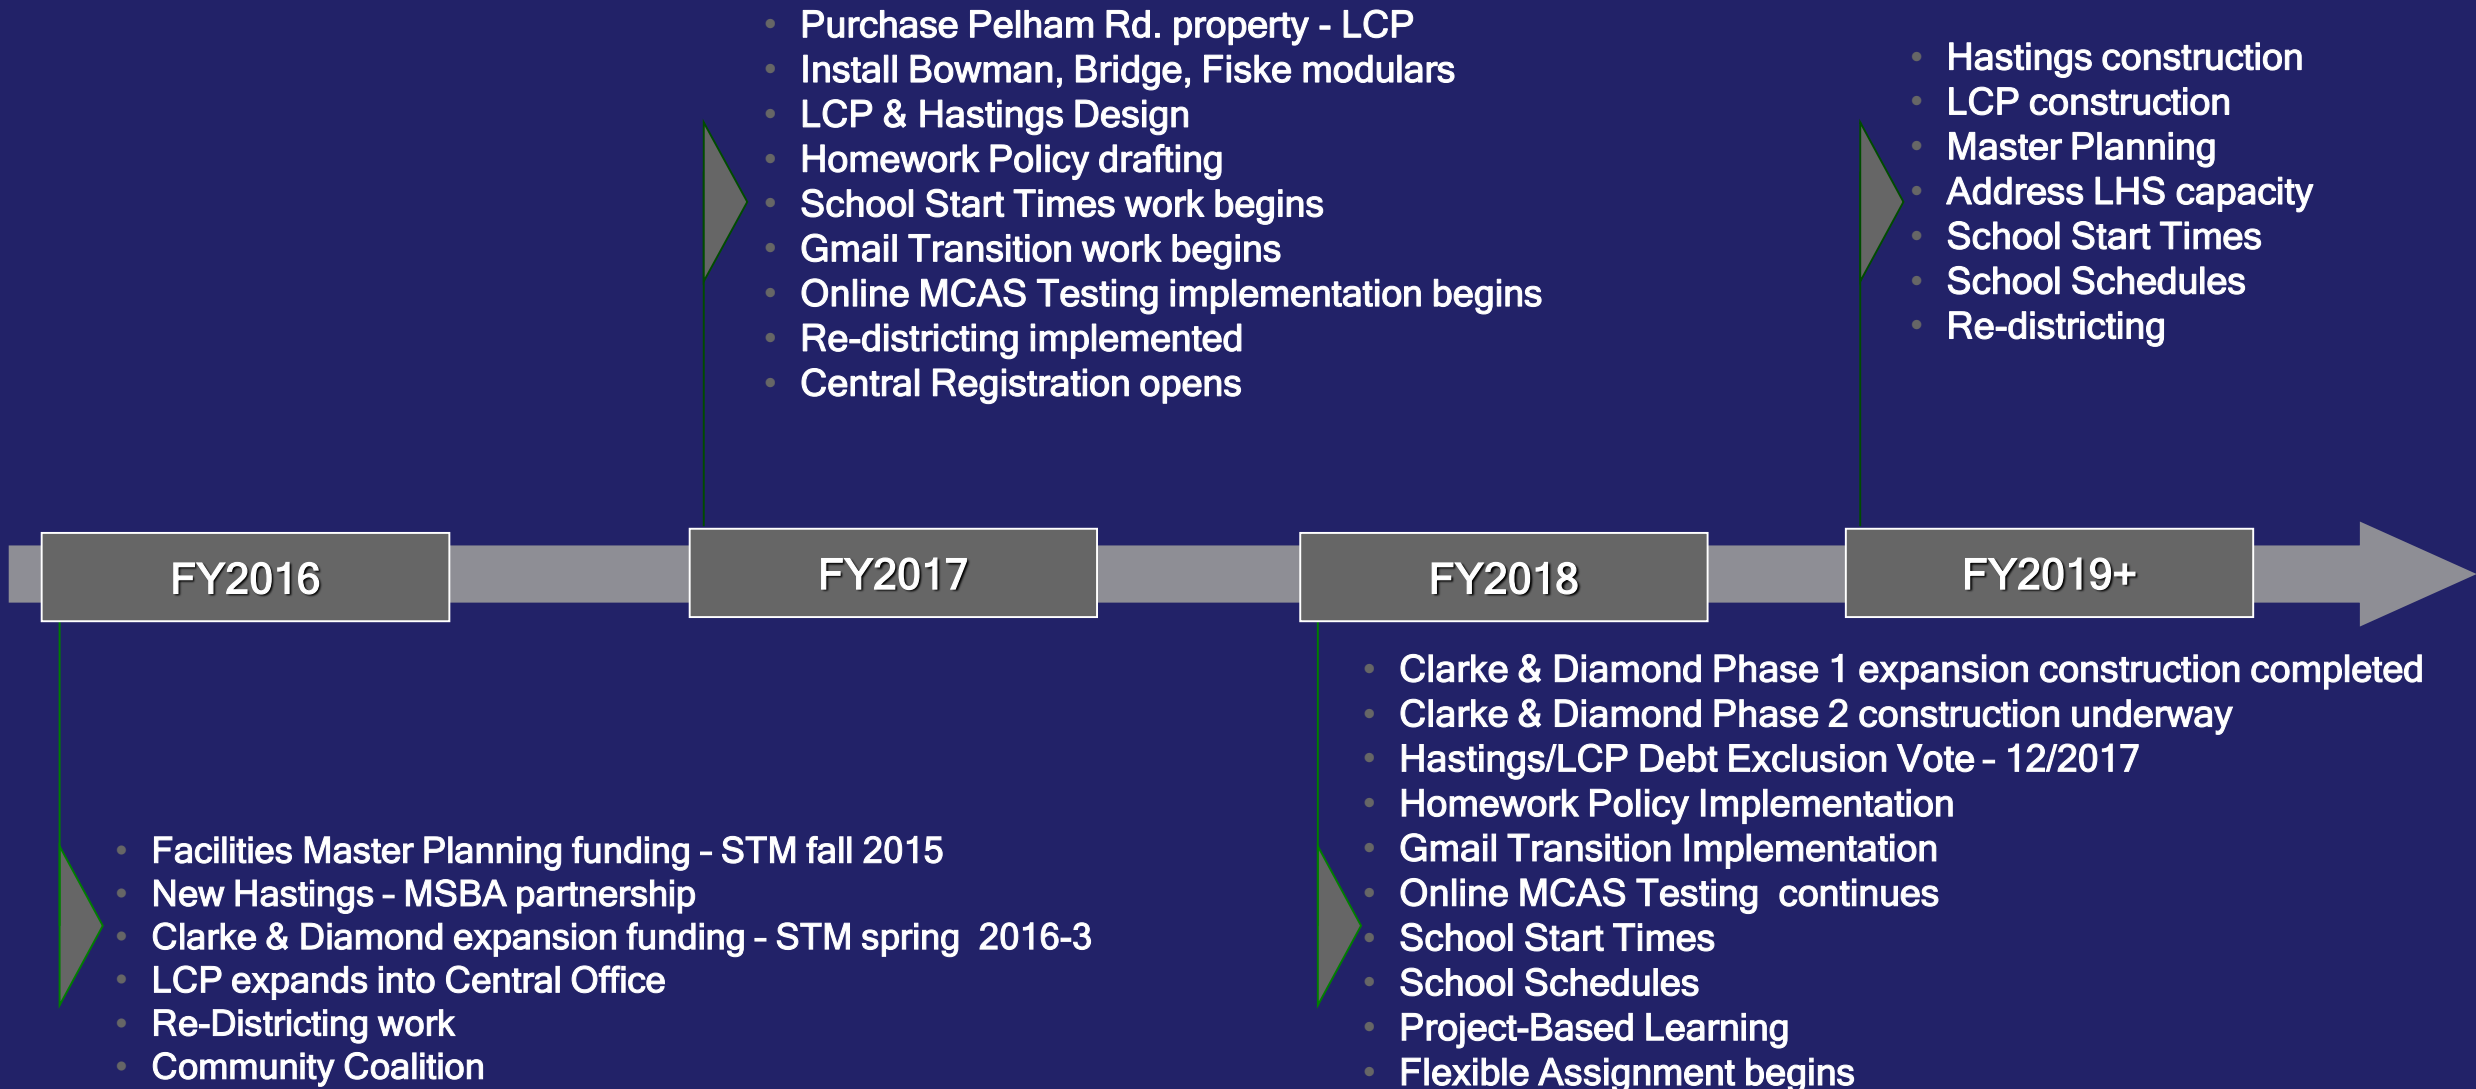 • Purchase Pelham Rd. property - LCP
• Install Bowman, Bridge, Fiske modulars
• LCP & Hastings Design
• Homework Policy drafting
• School Start Times work begins
• Gmail Transition work begins
• Online MCAS Testing implementation begins
• Re-districting implemented
• Central Registration opens
• Hastings construction
• LCP construction
• Master Planning
• Address LHS capacity
• School Start Times
• School Schedules
• Re-districting
FY2016
FY2017
FY2018
FY2019+
• Facilities Master Planning funding – STM fall 2015
• New Hastings – MSBA partnership
• Clarke & Diamond expansion funding – STM spring 2016-3
• LCP expands into Central Office
• Re-Districting work
• Community Coalition
• Clarke & Diamond Phase 1 expansion construction completed
• Clarke & Diamond Phase 2 construction underway
• Hastings/LCP Debt Exclusion Vote – 12/2017
• Homework Policy Implementation
• Gmail Transition Implementation
• Online MCAS Testing continues
• School Start Times
• School Schedules
• Project-Based Learning
• Flexible Assignment begins